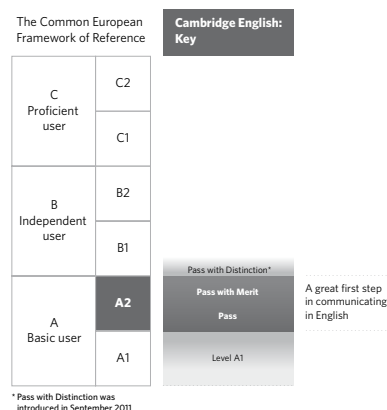 The Common European
Framework of Reference
Cambridge English:
Key
C
Proficient
user
C2
C1
B
Independent
user
B2
B1
A
Basic user
A2
A1
Pass with Distinction*
Pass with Merit
Pass
Level A1
A great first step
in communicating
in English
* Pass with Distinction was
introduced in September 2011